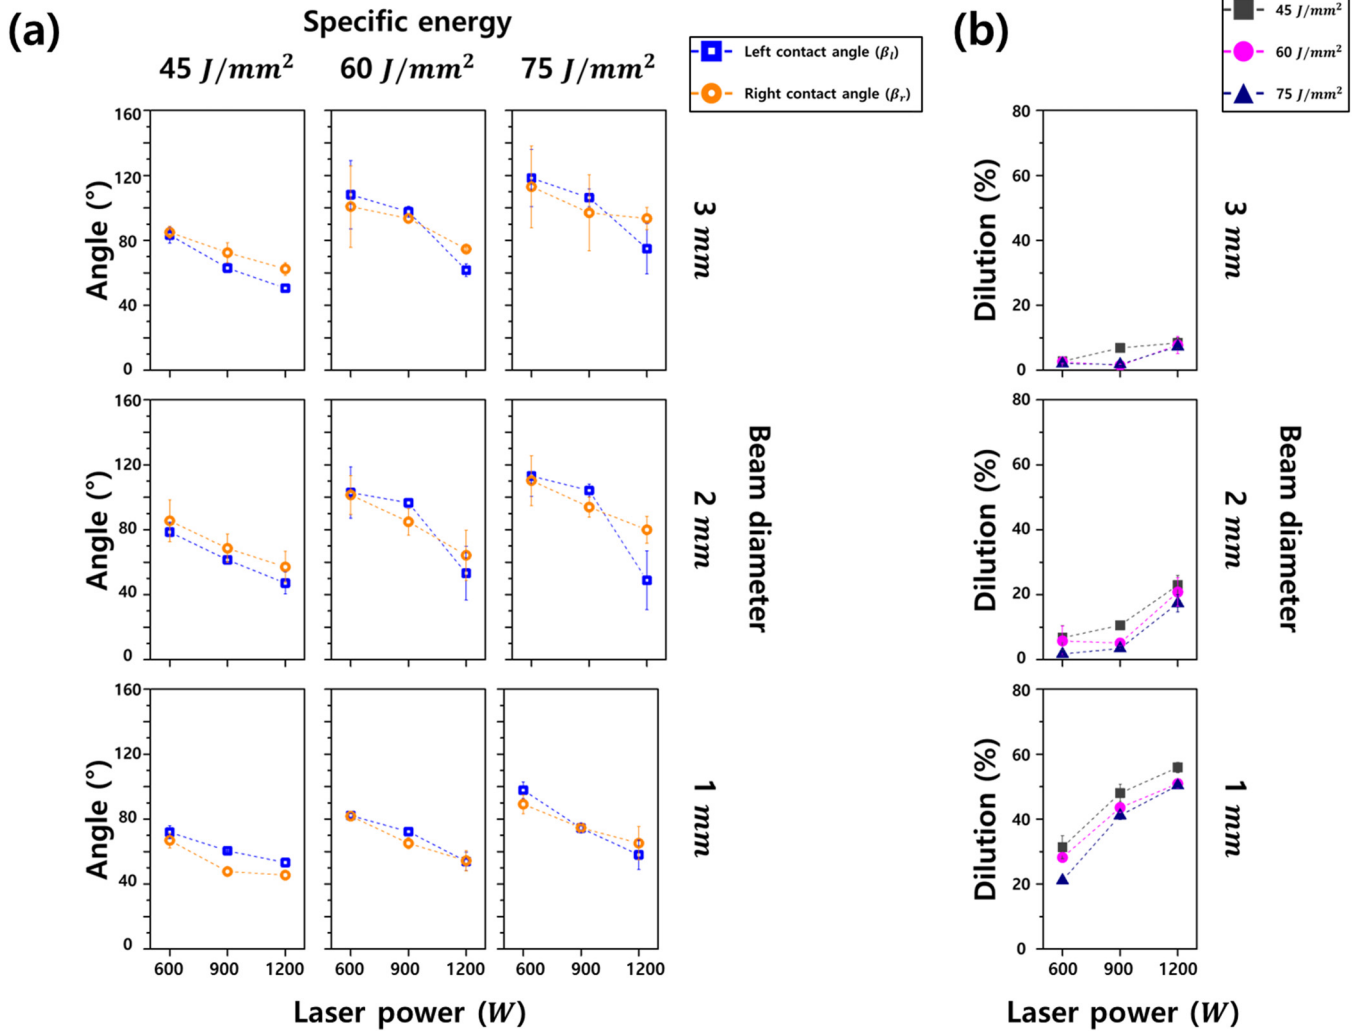 (a)
Specific energy
45 J/mm²
60 J/mm²
75 J/mm²
Left contact angle (βₗ)
Right contact angle (βᵣ)
160
120
80
40
0
Angle (°)
3 mm
160
120
80
40
0
Angle (°)
2 mm
Beam diameter
160
120
80
40
0
Angle (°)
1 mm
600 900 1200
600 900 1200
600 900 1200
Laser power (W)
(b)
45 J/mm²
60 J/mm²
75 J/mm²
80
60
40
20
0
Dilution (%)
3 mm
80
60
40
20
0
Dilution (%)
2 mm
Beam diameter
80
60
40
20
0
Dilution (%)
1 mm
600 900 1200
Laser power (W)